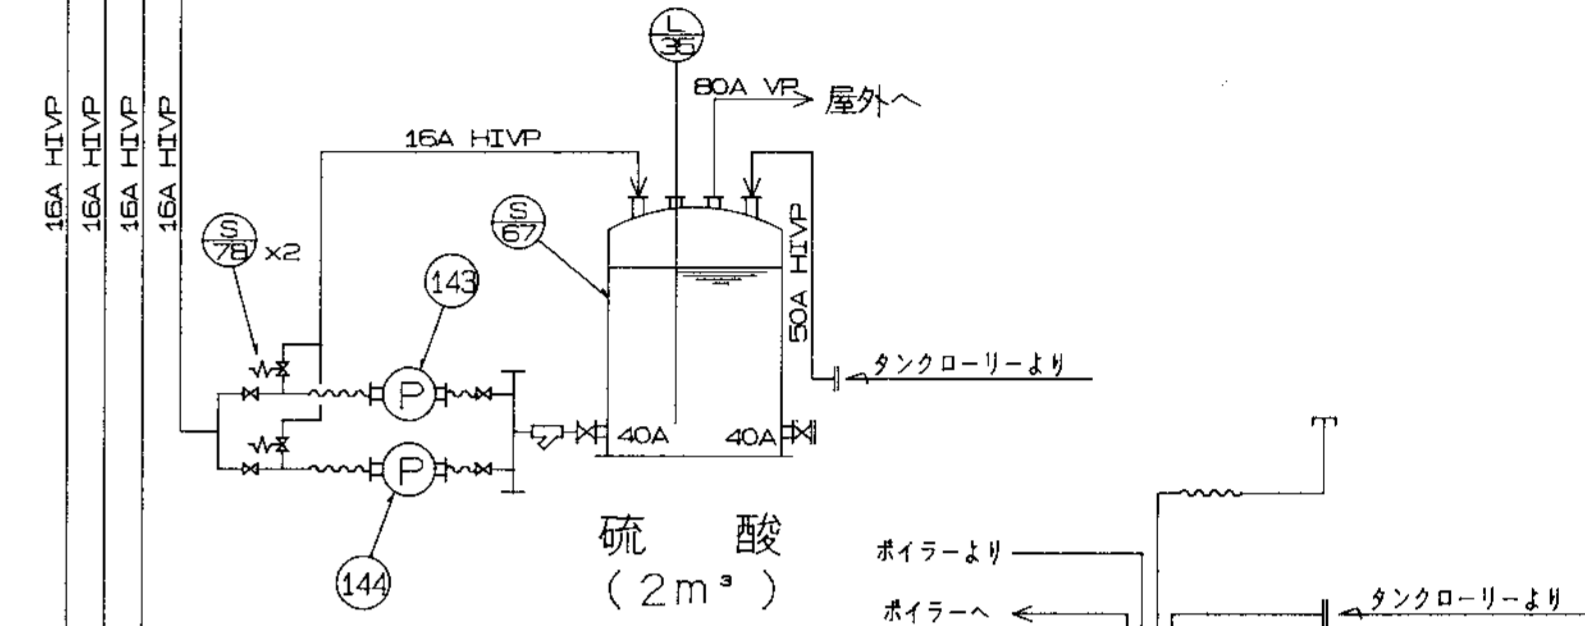 L
36
80A VP
屋外へ
16A HIVP
16A HIVP
16A HIVP
16A HIVP
16A HIVP
S
67
S
78 x2
50A HIVP
143
タンクローリーより
P
40A
40A
P
硫 酸
(2m³)
144
ボイラーより
ボイラーへ
タンクローリーより